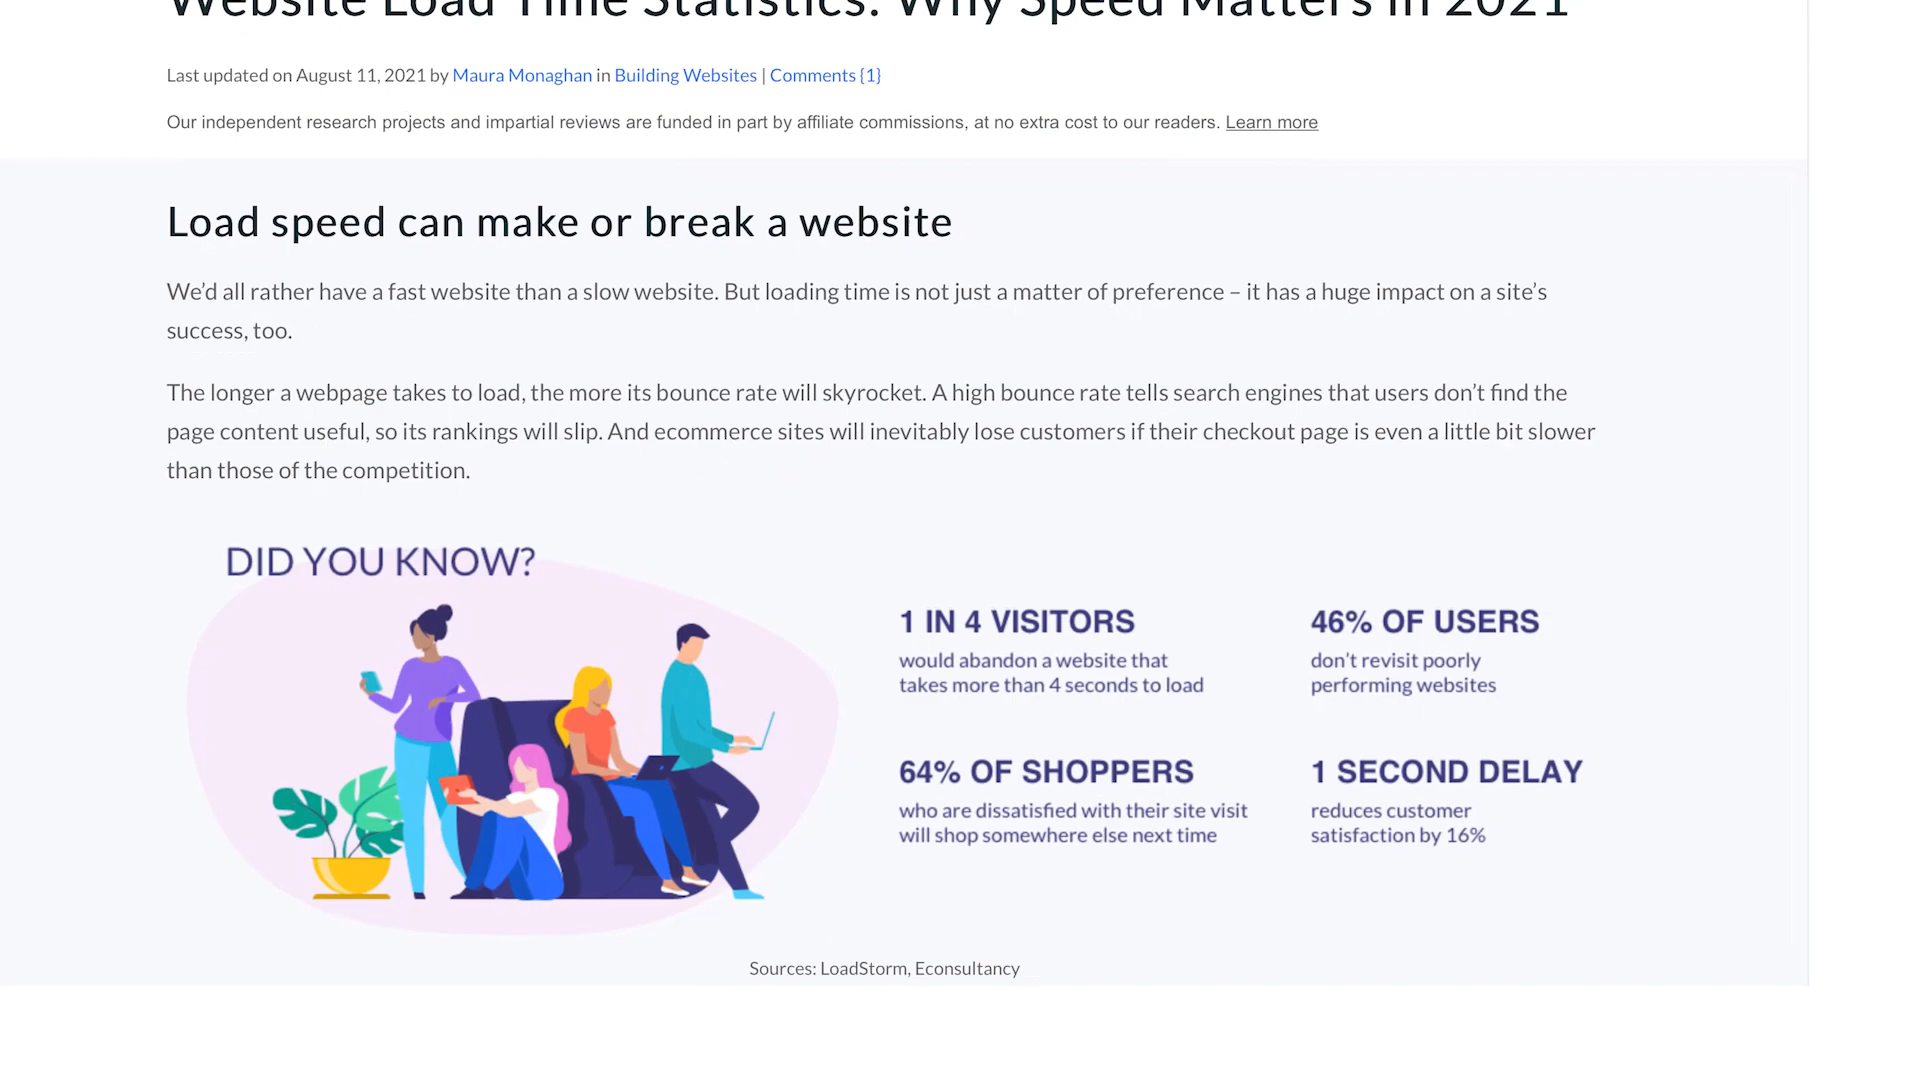 Website Load Time Statistics: Why Speed Matters in 2021
Last updated on August 11, 2021 by Maura Monaghan in Building Websites | Comments {1}
Our independent research projects and impartial reviews are funded in part by affiliate commissions, at no extra cost to our readers. Learn more
Load speed can make or break a website
We’d all rather have a fast website than a slow website. But loading time is not just a matter of preference – it has a huge impact on a site’s
success, too.
The longer a webpage takes to load, the more its bounce rate will skyrocket. A high bounce rate tells search engines that users don’t find the
page content useful, so its rankings will slip. And ecommerce sites will inevitably lose customers if their checkout page is even a little bit slower
than those of the competition.
DID YOU KNOW?
1 IN 4 VISITORS
would abandon a website that
takes more than 4 seconds to load
46% OF USERS
don’t revisit poorly
performing websites
64% OF SHOPPERS
who are dissatisfied with their site visit
will shop somewhere else next time
1 SECOND DELAY
reduces customer
satisfaction by 16%
Sources: LoadStorm, Econsultancy